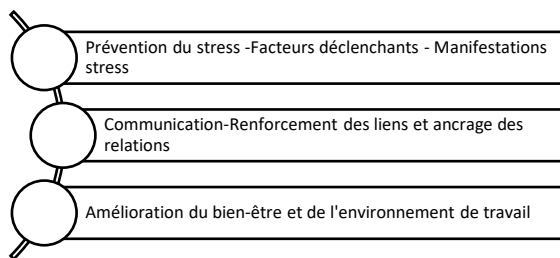 Prévention du stress -Facteurs déclenchants - Manifestations
stress
Communication-Renforcement des liens et ancrage des
relations
Amélioration du bien-être et de l'environnement de travail